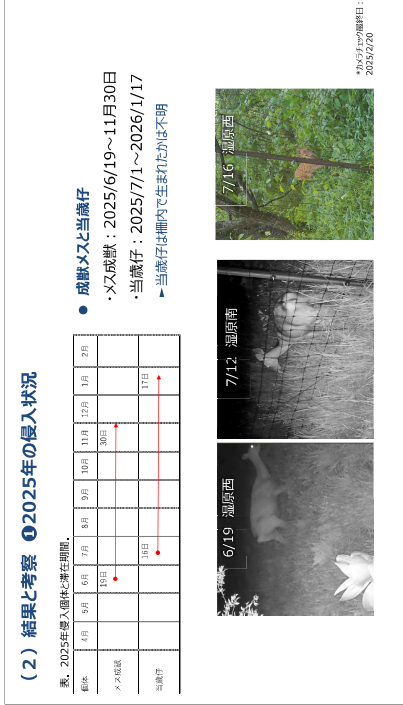 （２）結果と考察 ❶2025年の侵入状況
表．2025年侵入個体と滞在期間．
個体 4月 5月 6月 7月 8月 9月 10月 11月 12月 1月 2月
メス成獣 19日 30日
当歳仔 16日 17日
● 成獣メスと当歳仔
・メス成獣：2025/6/19～11月30日
・当歳仔：2025/7/1～2026/1/17
►当歳仔は柵内で生まれたかは不明
6/19 湿原西
7/12 湿原南
7/16 湿原西
*カメラチェック最終日：
2025/2/20